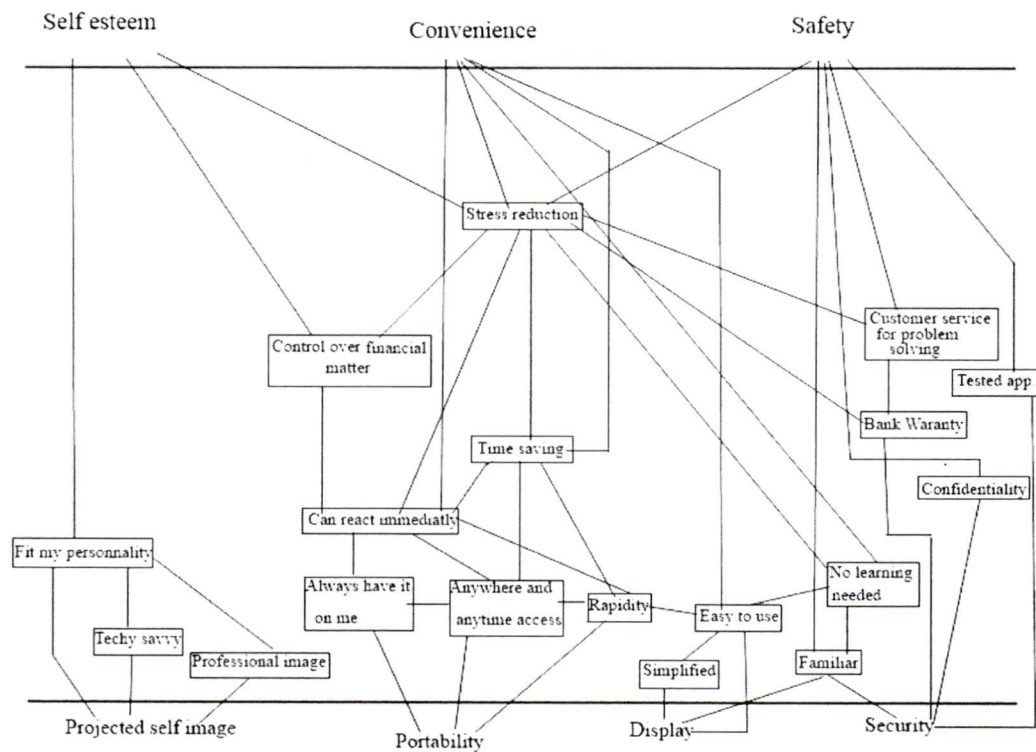 Self esteem
Convenience
Safety
Stress reduction
Customer service
for problem
solving
Control over financial
matter
Tested app.
Bank Waranty
Time saving
Confidentiality
Can react immediatly
Fit my personnality
No learning
needed
Always have it
on me
Anywhere and
anytime access
Rapidity
Easy to use
Techy savvy
Professional image
Simplified
Familiar
Projected self image
Portability
Display
Security